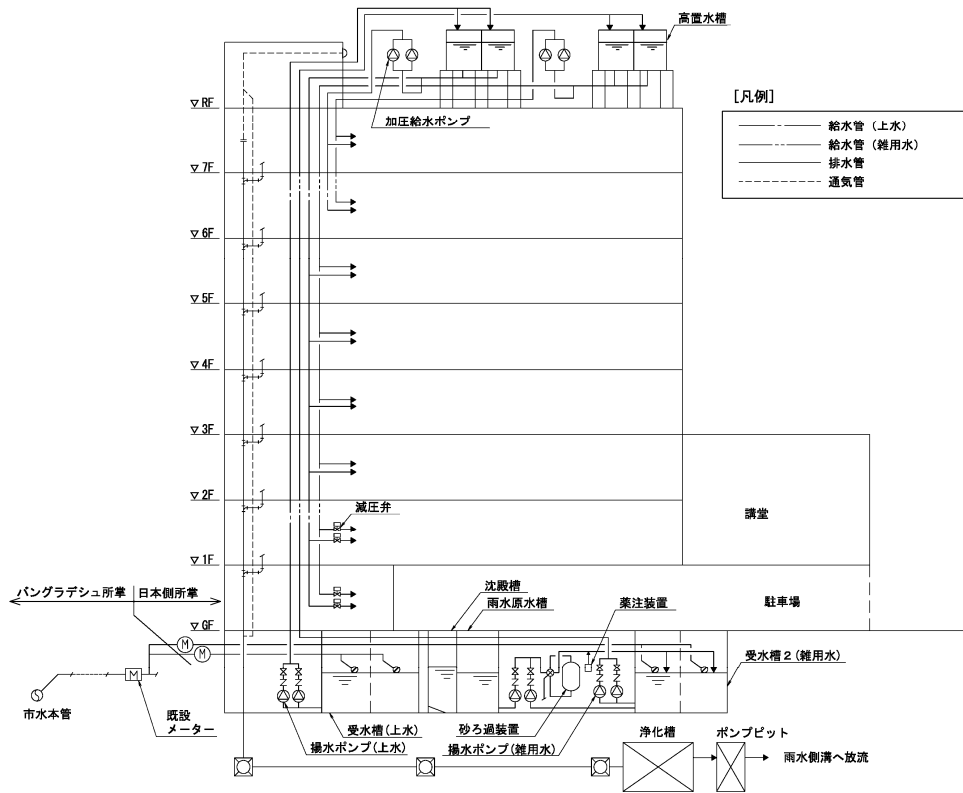 高置水槽
[凡例]
給水管 (上水)
給水管 (雑用水)
排水管
通気管
▽RF
加圧給水ポンプ
▽7F
▽6F
▽5F
▽4F
▽3F
▽2F
減圧弁
講堂
▽1F
バングラデシュ所掌
日本側所掌
沈殿槽
雨水原水槽
薬注装置
駐車場
▽GF
M
M
M
受水槽2(雑用水)
市水本管
既設
メーター
受水槽(上水)
揚水ポンプ(上水)
砂ろ過装置
揚水ポンプ(雑用水)
浄化槽
ポンプピット
雨水側溝へ放流